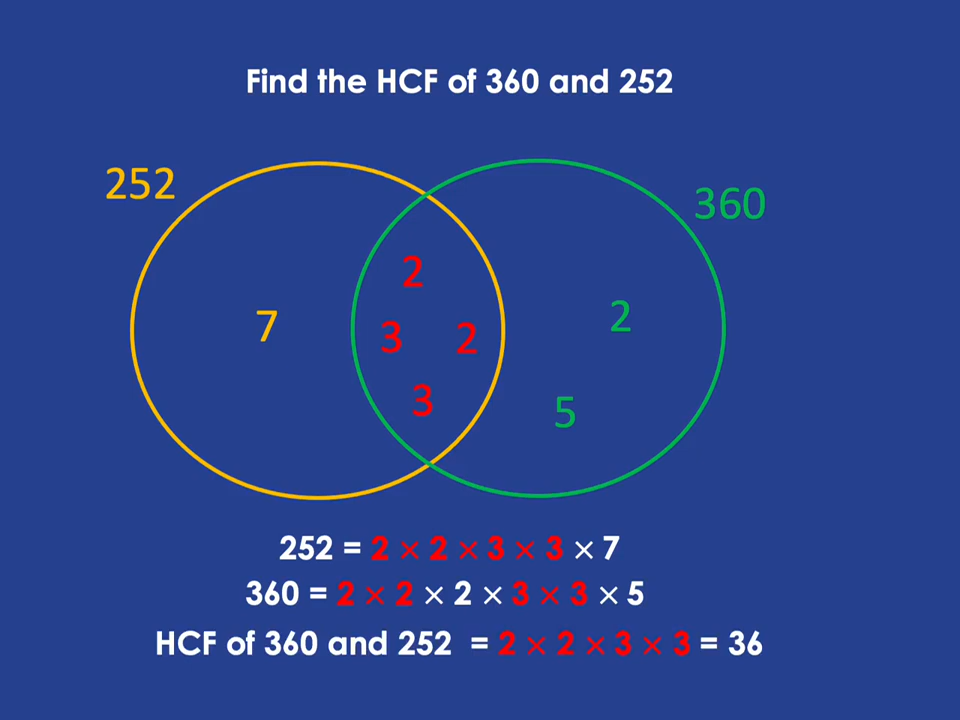 Find the HCF of 360 and 252
252
360
2
7
3 2
2
3
5
252 = 2 × 2 × 3 × 3 × 7
360 = 2 × 2 × 2 × 3 × 3 × 5
HCF of 360 and 252 = 2 × 2 × 3 × 3 = 36